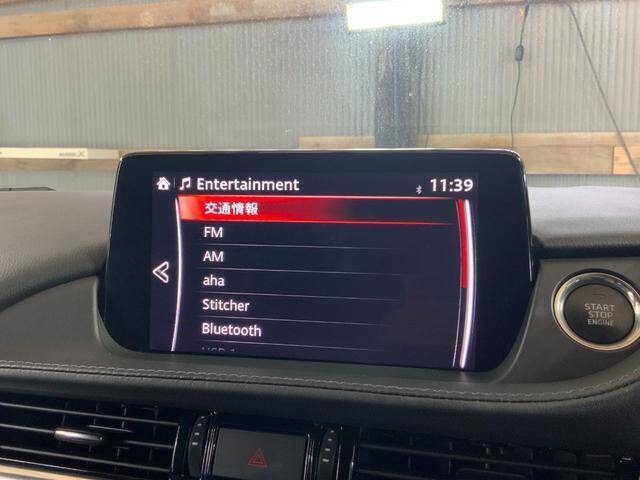 Entertainment
11:39
交通情報
FM
AM
aha
Stitcher
Bluetooth
START
STOP
ENGINE